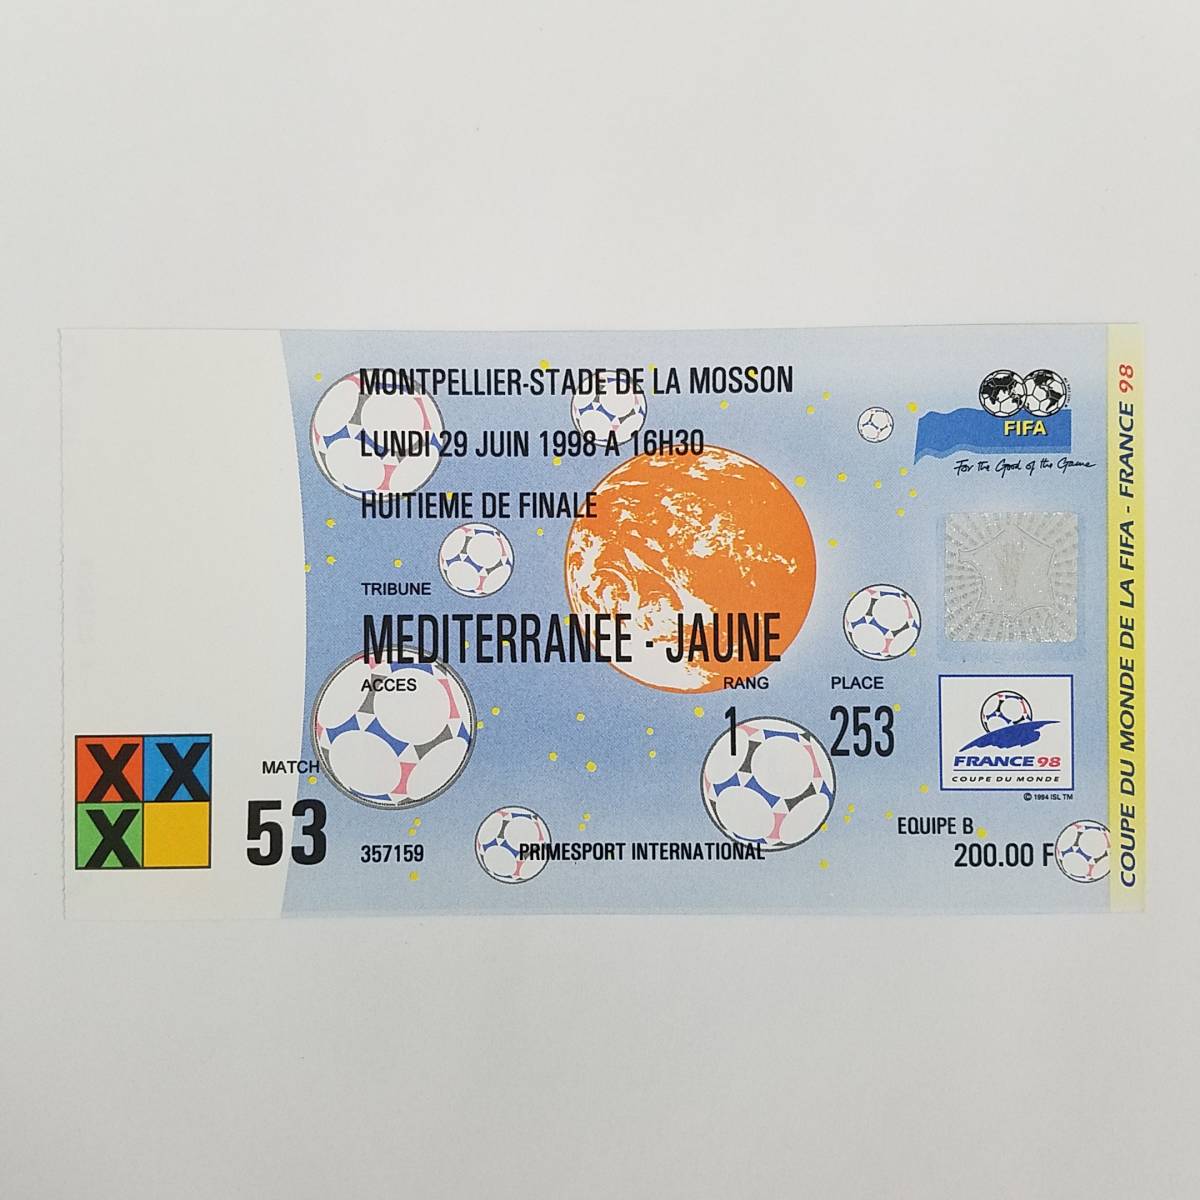 MONTPELLIER-STADE DE LA MOSSON
LUNDI 29 JUIN 1998 A 16H30
HUITIEME DE FINALE
TRIBUNE
MEDITERRANEE - JAUNE
ACCES
RANG
PLACE
1
253
X X
X
MATCH
53
357159
PRIMESPORT INTERNATIONAL
EQUIPE B
200.00 F
FIFA
For the Good of the Game
FRANCE 98
COUPE DU MONDE
© 1994 ISL TM
COUPE DU MONDE DE LA FIFA - FRANCE 98